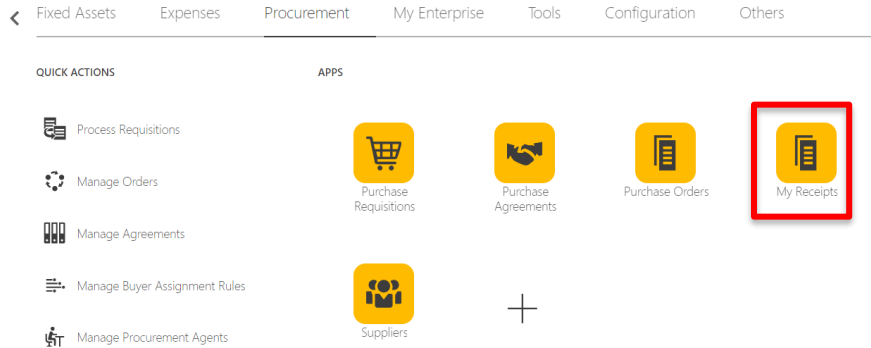 Fixed Assets Expenses Procurement My Enterprise Tools Configuration Others
QUICK ACTIONS
Process Requisitions
Manage Orders
Manage Agreements
Manage Buyer Assignment Rules
Manage Procurement Agents
APPS
Purchase
Requisitions
Purchase
Agreements
Purchase Orders
My Receipts
Suppliers